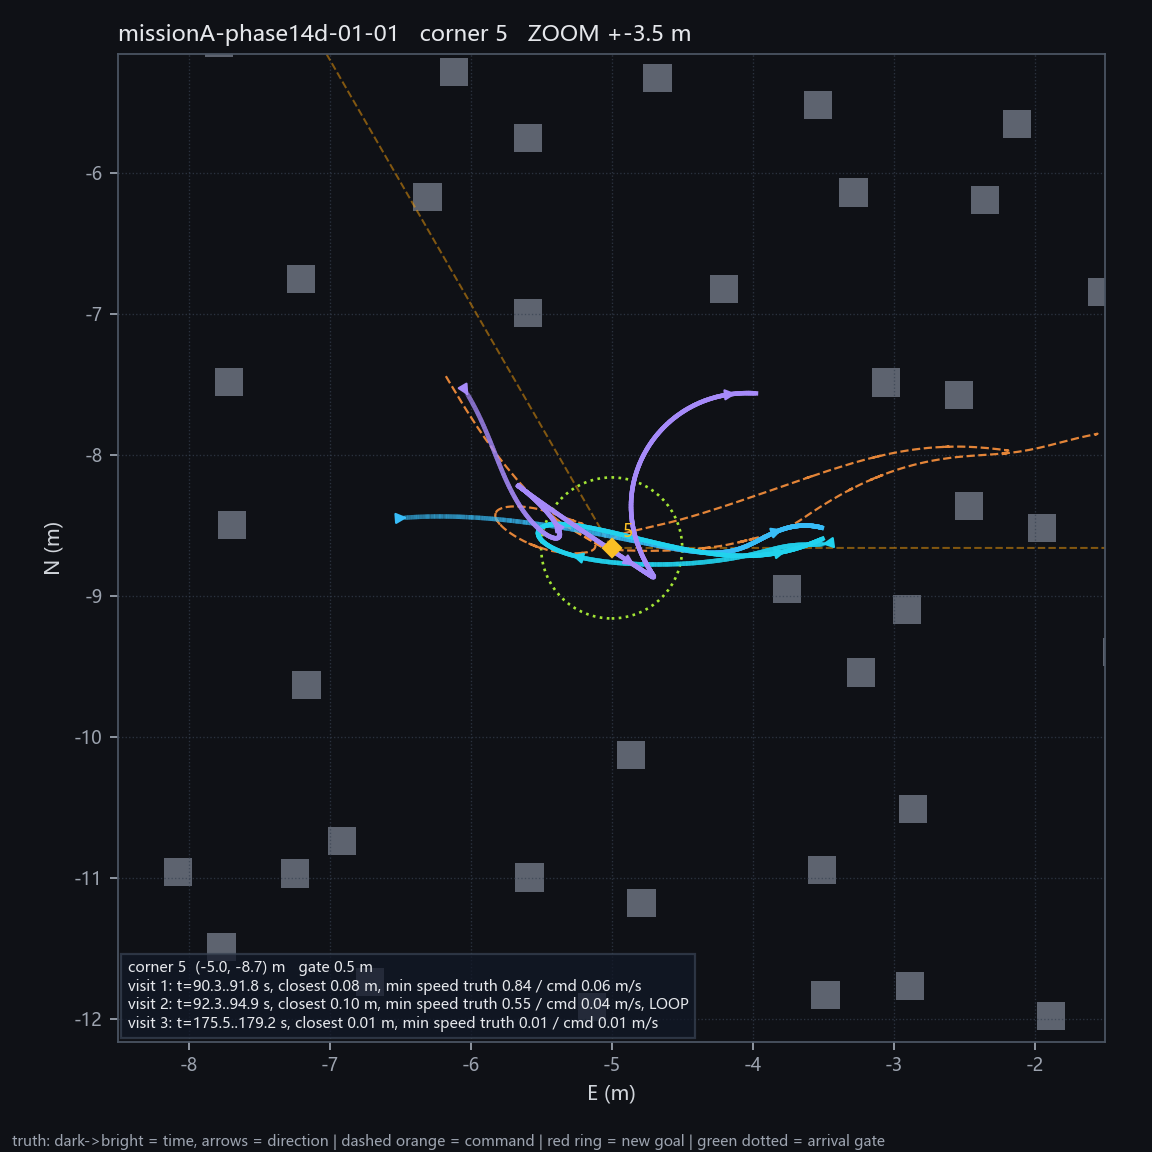 missionA-phase14d-01-01   corner 5   ZOOM +-3.5 m
N (m)
-6
-7
-8
-9
-10
-11
-12
5
corner 5  (-5.0, -8.7) m   gate 0.5 m
visit 1: t=90.3..91.8 s, closest 0.08 m, min speed truth 0.84 / cmd 0.06 m/s
visit 2: t=92.3..94.9 s, closest 0.10 m, min speed truth 0.55 / cmd 0.04 m/s, LOOP
visit 3: t=175.5..179.2 s, closest 0.01 m, min speed truth 0.01 / cmd 0.01 m/s
-8 -7 -6 -5 -4 -3 -2
E (m)
truth: dark->bright = time, arrows = direction | dashed orange = command | red ring = new goal | green dotted = arrival gate